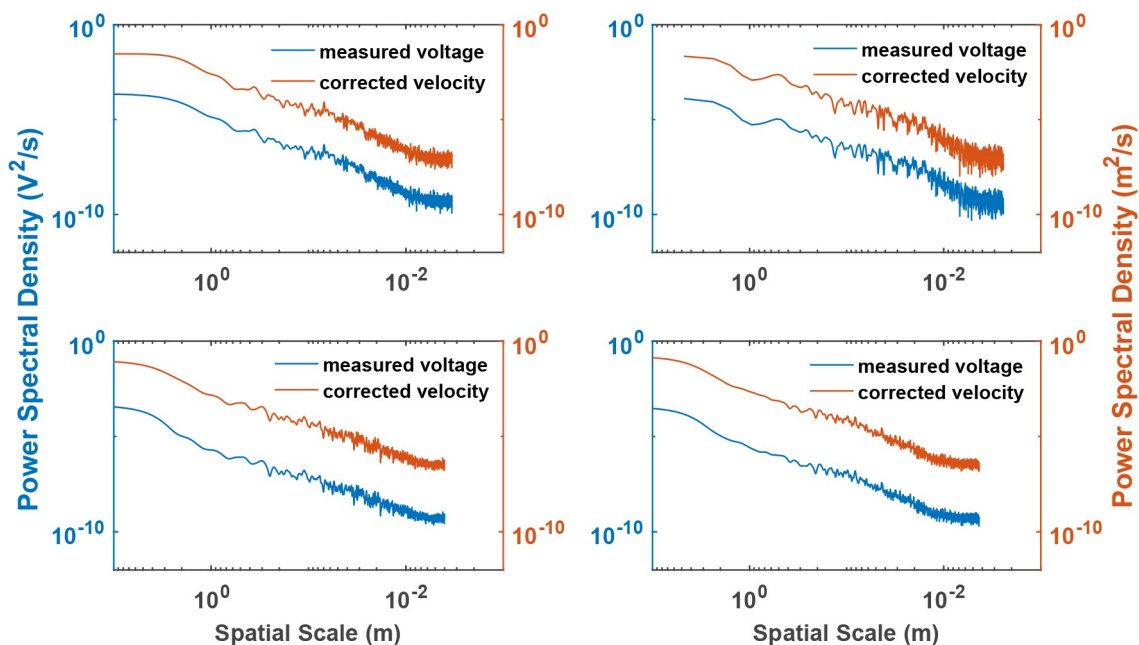 10^0
10^-10
measured voltage
corrected velocity
10^0
10^-10
10^0
10^-2
10^0
10^-10
measured voltage
corrected velocity
10^0
10^-10
10^0
10^-2
Power Spectral Density (V^2/s)
Power Spectral Density (m^2/s)
10^0
10^-10
measured voltage
corrected velocity
10^0
10^-10
10^0
10^-2
Spatial Scale (m)
10^0
10^-10
measured voltage
corrected velocity
10^0
10^-10
10^0
10^-2
Spatial Scale (m)